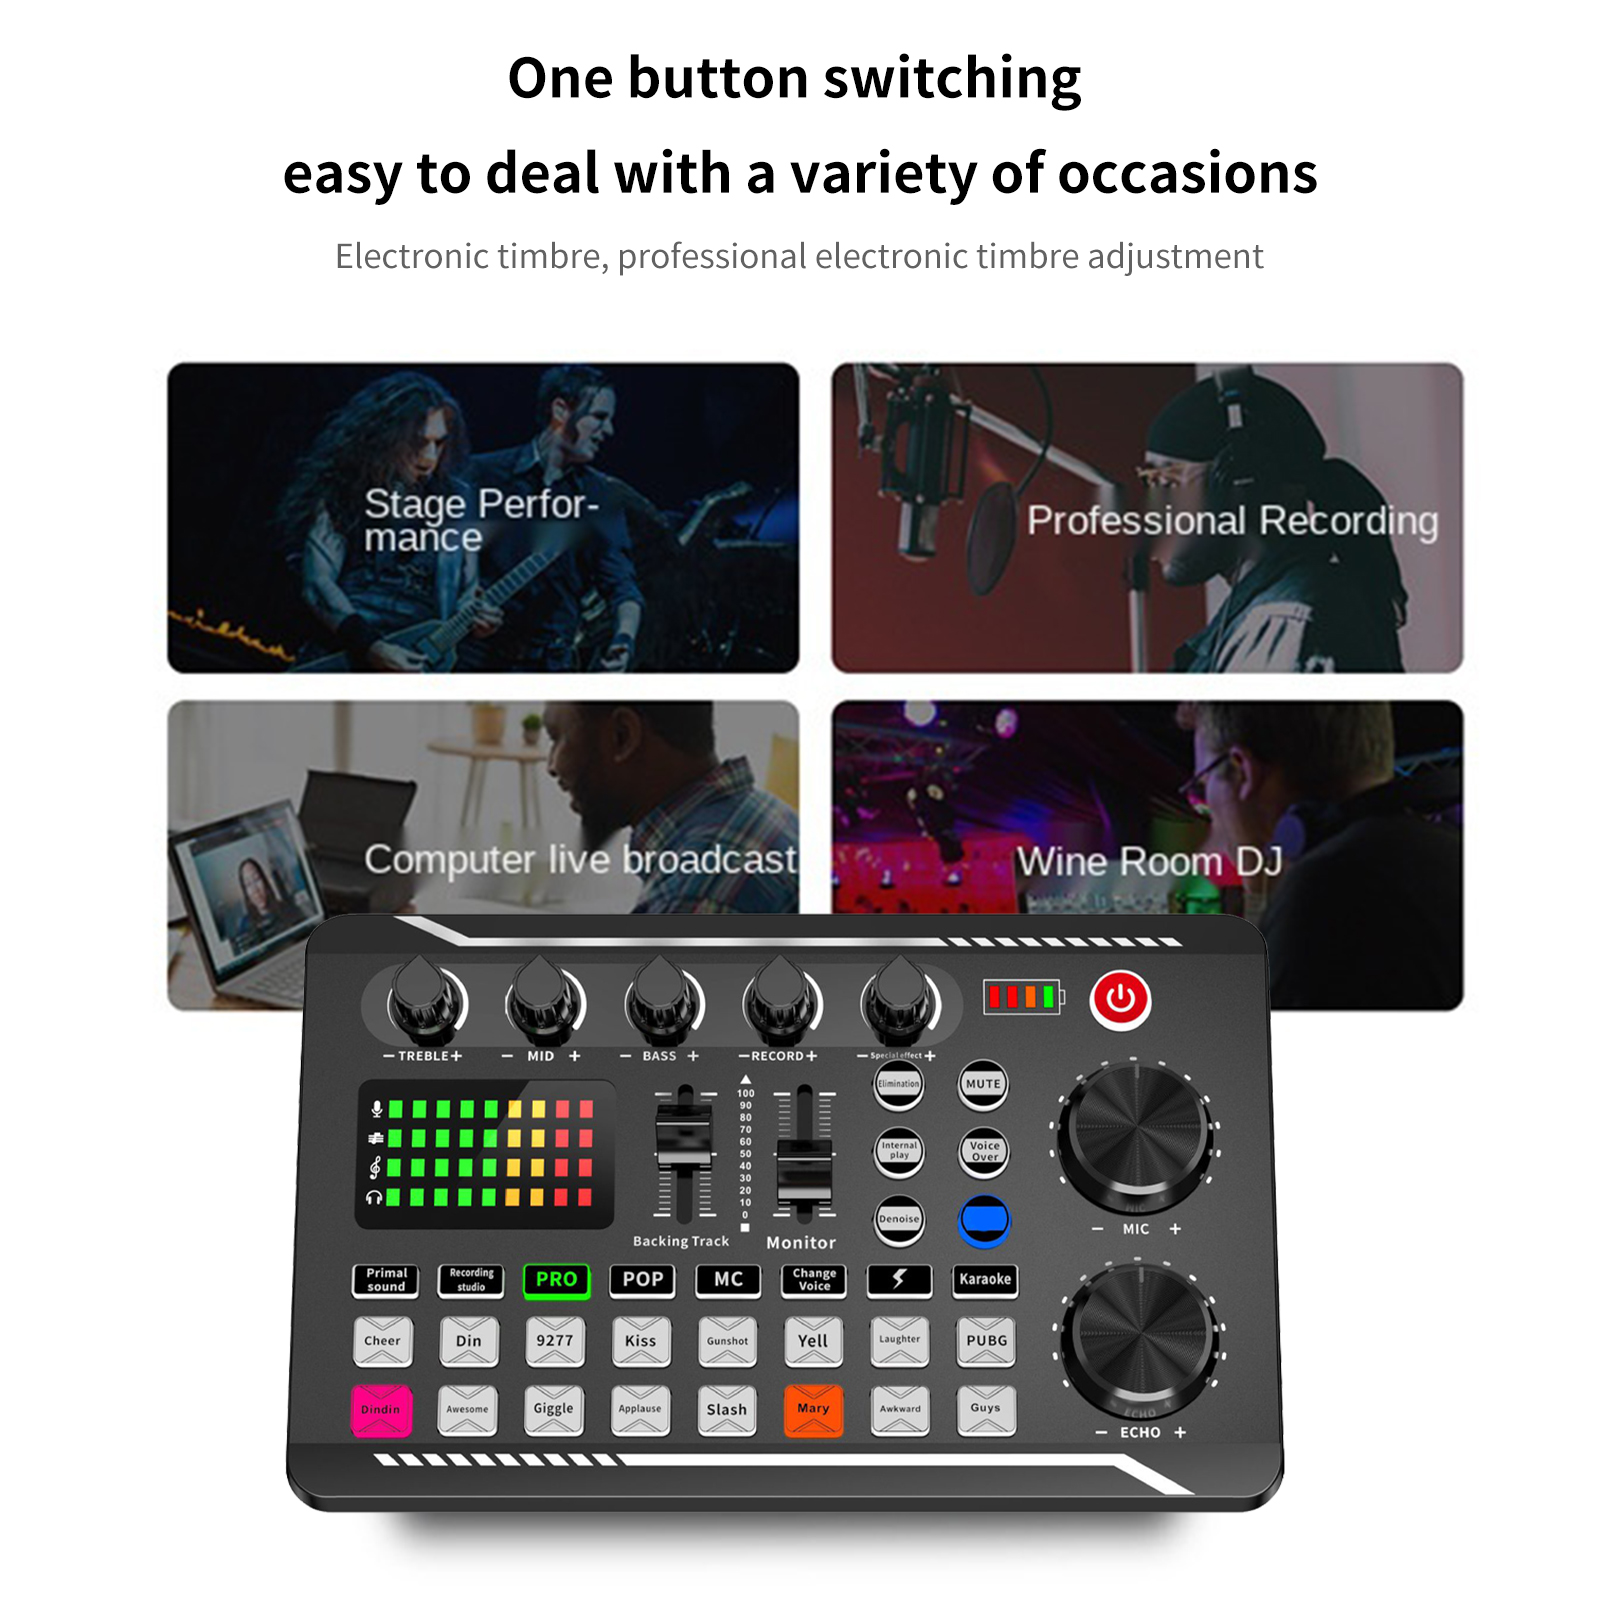 One button switching
easy to deal with a variety of occasions
Electronic timbre, professional electronic timbre adjustment
Stage Perfor-
mance
Professional Recording
Computer live broadcast
Wine Room DJ
− TREBLE +
− MID +
− BASS +
− RECORD +
− Special effect +
100
90
80
70
60
50
40
30
20
10
0
Backing Track
Monitor
Elimination
MUTE
Internal
play
Voice
Over
Denoise
− MIC +
Primal
sound
Recording
studio
PRO
POP
MC
Change
Voice
Karaoke
Cheer
Din
9277
Kiss
Gunshot
Yell
Laughter
PUBG
Dindin
Awesome
Giggle
Applause
Slash
Mary
Awkward
Guys
ECHO
− ECHO +